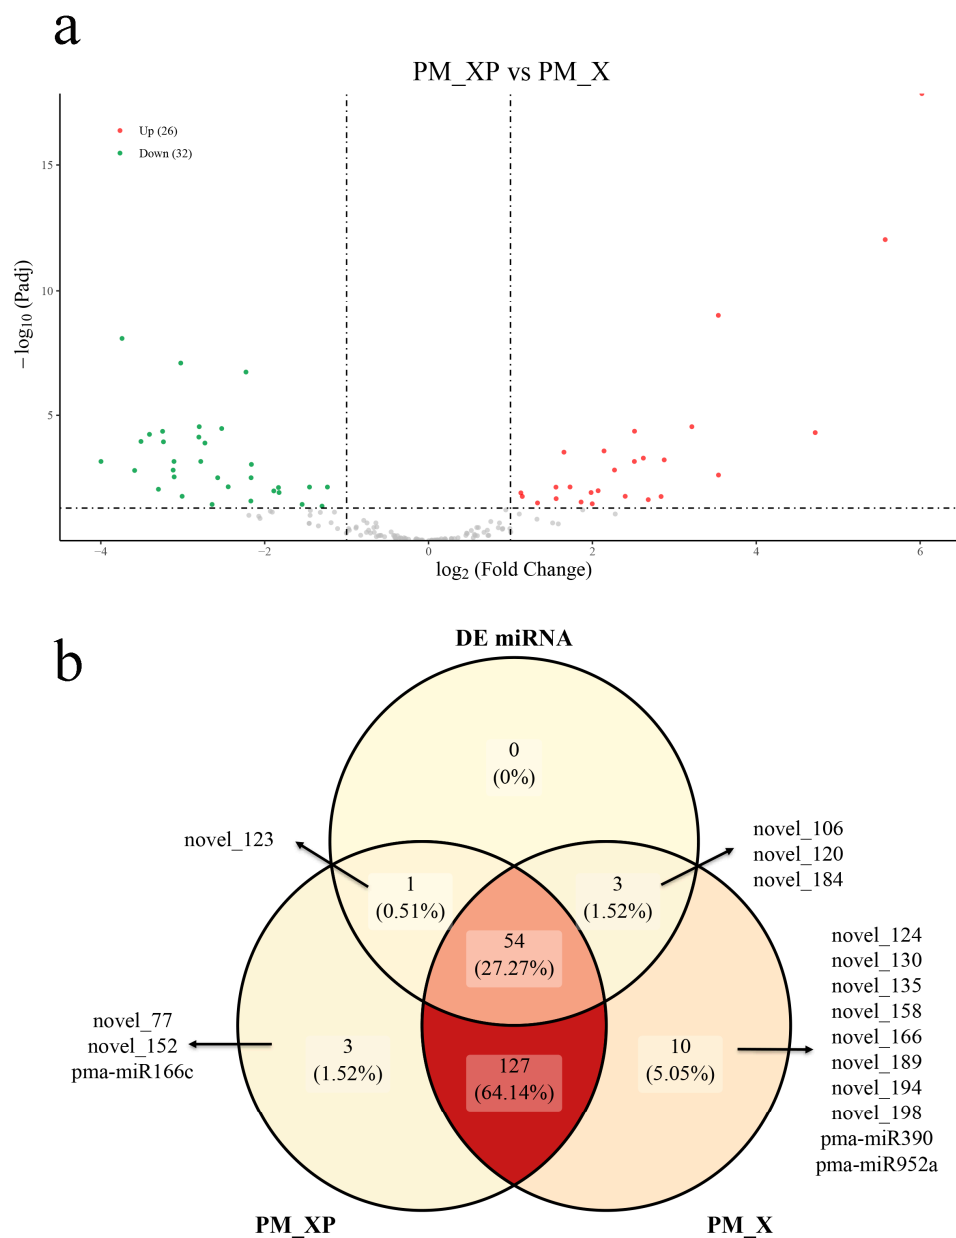 a
PM_XP vs PM_X
Up (26)
Down (32)
15
10
5
− log10 (Padj)
−4
−2
0
2
4
6
log2 (Fold Change)
b
DE miRNA
0
(0%)
novel_123
novel_106
novel_120
novel_184
1
(0.51%)
3
(1.52%)
54
(27.27%)
novel_124
novel_130
novel_135
novel_158
novel_166
novel_189
novel_194
novel_198
pma-miR390
pma-miR952a
novel_77
novel_152
pma-miR166c
3
(1.52%)
127
(64.14%)
10
(5.05%)
PM_XP
PM_X